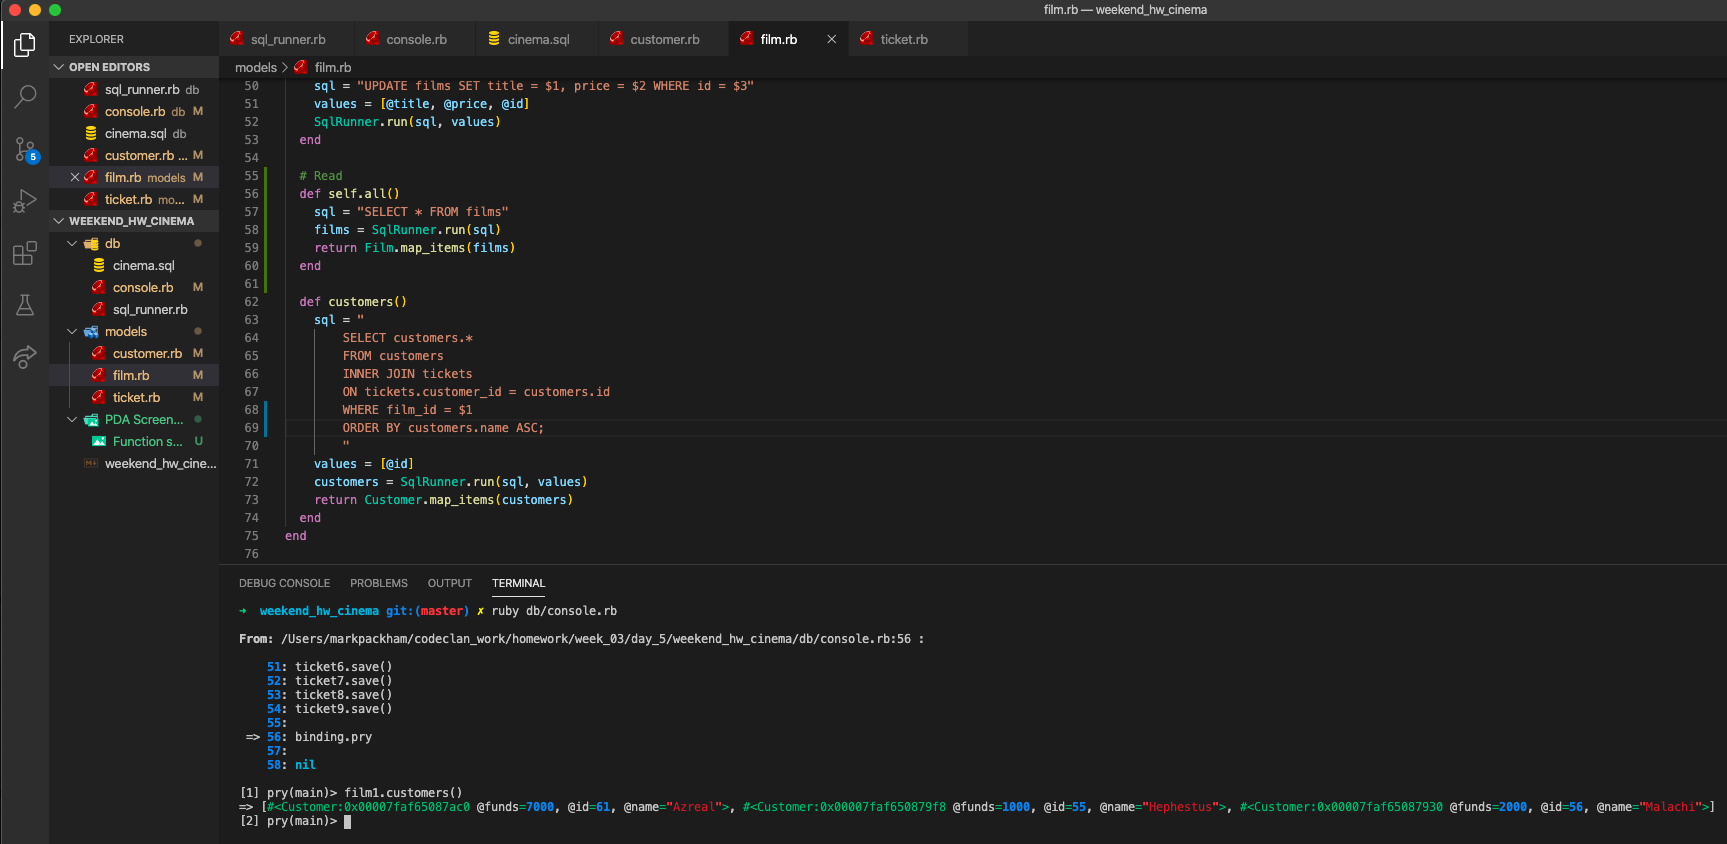 film.rb — weekend_hw_cinema
EXPLORER
OPEN EDITORS
sql_runner.rb db
console.rb db M
cinema.sql db
customer.rb ... M
film.rb models M
ticket.rb mo... M
WEEKEND_HW_CINEMA
db
cinema.sql
console.rb M
sql_runner.rb
models
customer.rb M
film.rb M
ticket.rb M
PDA Screen...
Function s... U
weekend_hw_cine...
5
sql_runner.rb console.rb cinema.sql customer.rb film.rb ticket.rb
models > film.rb
50 sql = "UPDATE films SET title = $1, price = $2 WHERE id = $3"
51 values = [@title, @price, @id]
52 SqlRunner.run(sql, values)
53 end
54
55 # Read
56 def self.all()
57 sql = "SELECT * FROM films"
58 films = SqlRunner.run(sql)
59 return Film.map_items(films)
60 end
61
62 def customers()
63 sql = "
64 SELECT customers.*
65 FROM customers
66 INNER JOIN tickets
67 ON tickets.customer_id = customers.id
68 WHERE film_id = $1
69 ORDER BY customers.name ASC;
70 "
71 values = [@id]
72 customers = SqlRunner.run(sql, values)
73 return Customer.map_items(customers)
74 end
75 end
76
DEBUG CONSOLE PROBLEMS OUTPUT TERMINAL
➜ weekend_hw_cinema git:(master) ✗ ruby db/console.rb
From: /Users/markpackham/codeclan_work/homework/week_03/day_5/weekend_hw_cinema/db/console.rb:56 :
51: ticket6.save()
52: ticket7.save()
53: ticket8.save()
54: ticket9.save()
55:
=> 56: binding.pry
57:
58: nil
[1] pry(main)> film1.customers()
=> [#<Customer:0x00007faf65087ac0 @funds=7000, @id=61, @name="Azreal">, #<Customer:0x00007faf650879f8 @funds=1000, @id=55, @name="Hephestus">, #<Customer:0x00007faf65087930 @funds=2000, @id=56, @name="Malachi">]
[2] pry(main)>